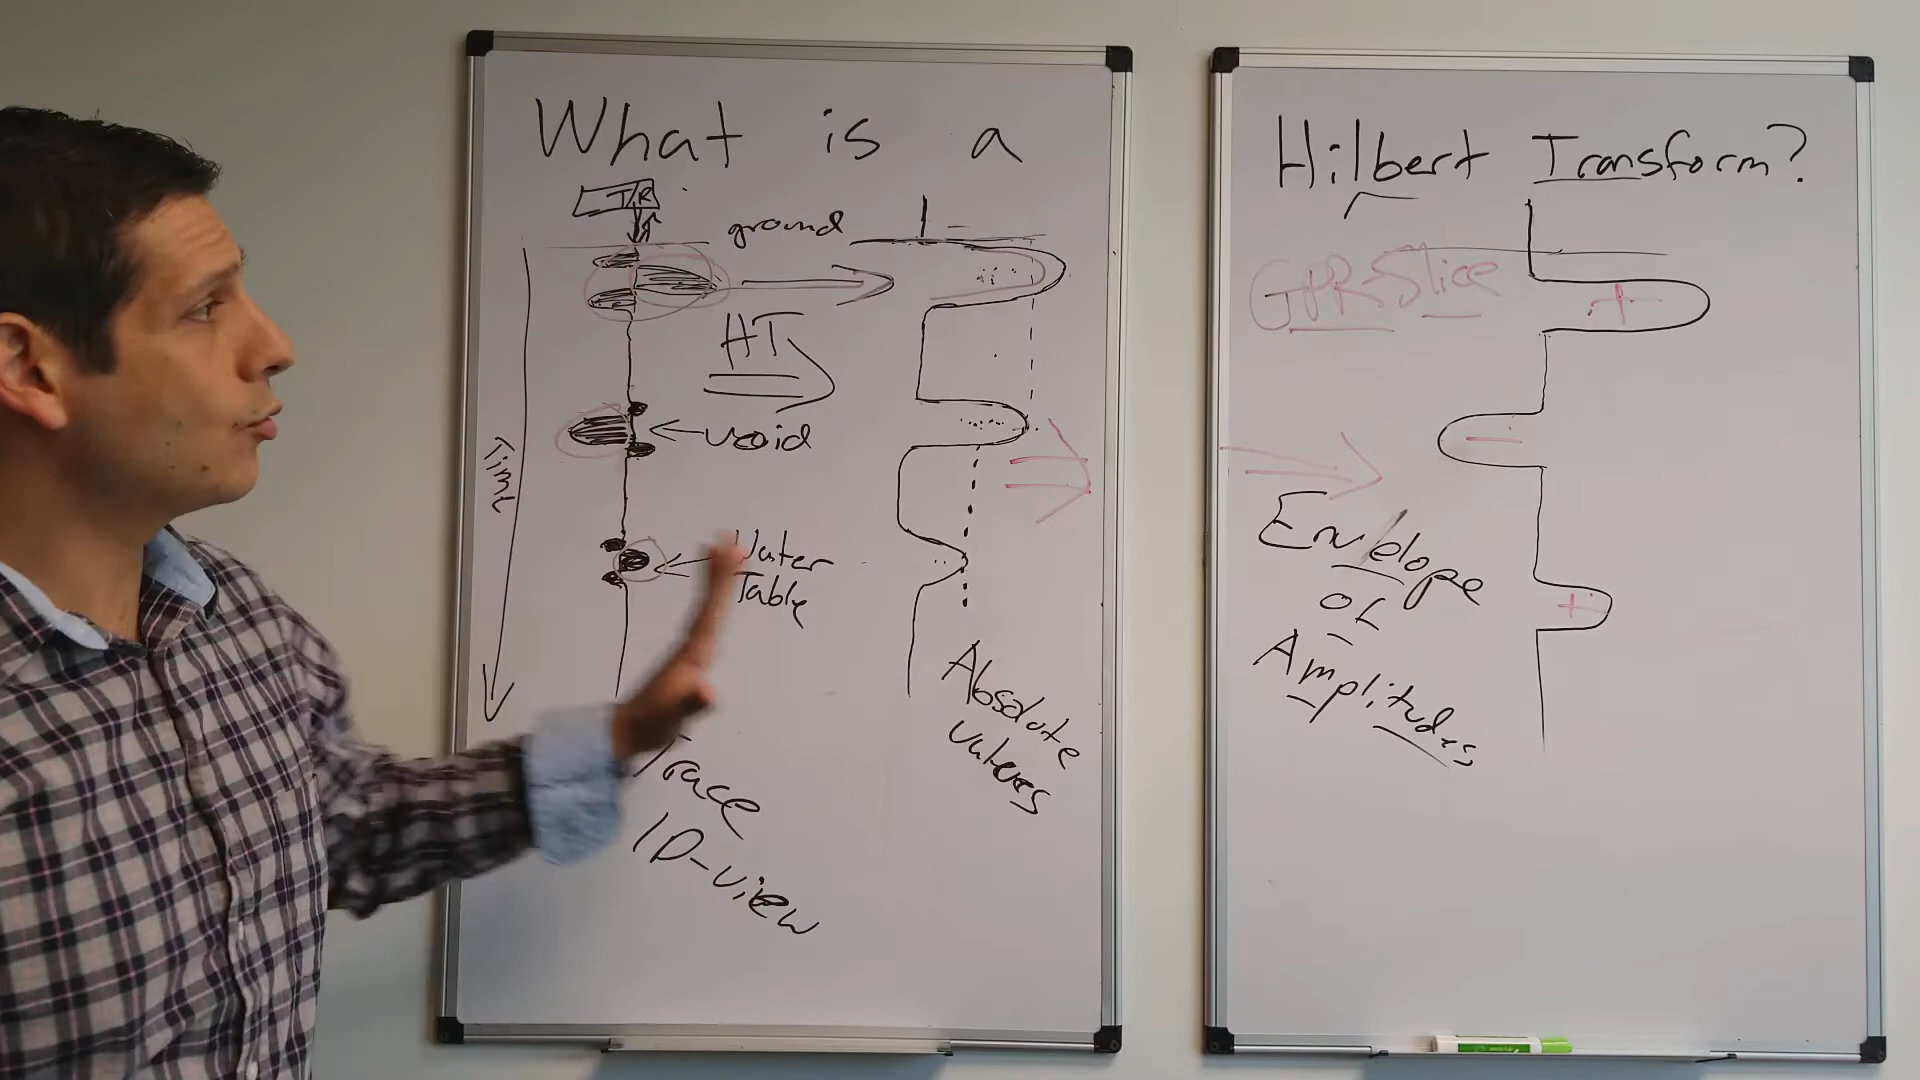 What is a
T/R
ground
HT
void
Water
Table
Time
Absolute
Trace
1D-view
Hilbert Transform?
GPR-Slice
+
−
Envelope
of
+
Amplitudes